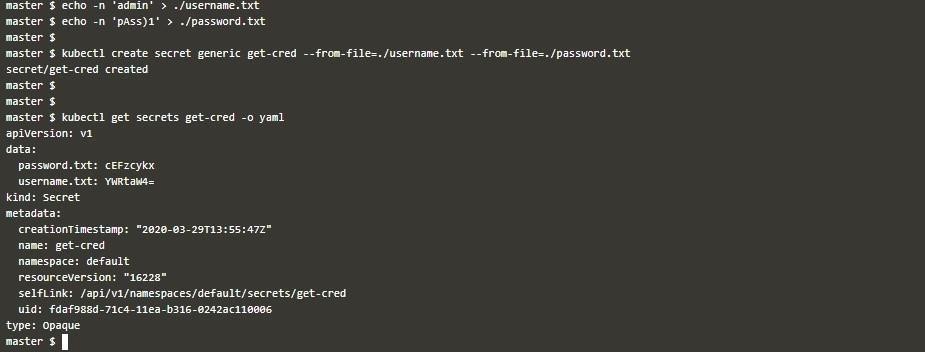 master $ echo -n 'admin' > ./username.txt
master $ echo -n 'pAss)1' > ./password.txt
master $
master $ kubectl create secret generic get-cred --from-file=./username.txt --from-file=./password.txt
secret/get-cred created
master $
master $
master $ kubectl get secrets get-cred -o yaml
apiVersion: v1
data:
  password.txt: cEFzcykx
  username.txt: YWRtaW4=
kind: Secret
metadata:
  creationTimestamp: "2020-03-29T13:55:47Z"
  name: get-cred
  namespace: default
  resourceVersion: "16228"
  selfLink: /api/v1/namespaces/default/secrets/get-cred
  uid: fdaf988d-71c4-11ea-b316-0242ac110006
type: Opaque
master $